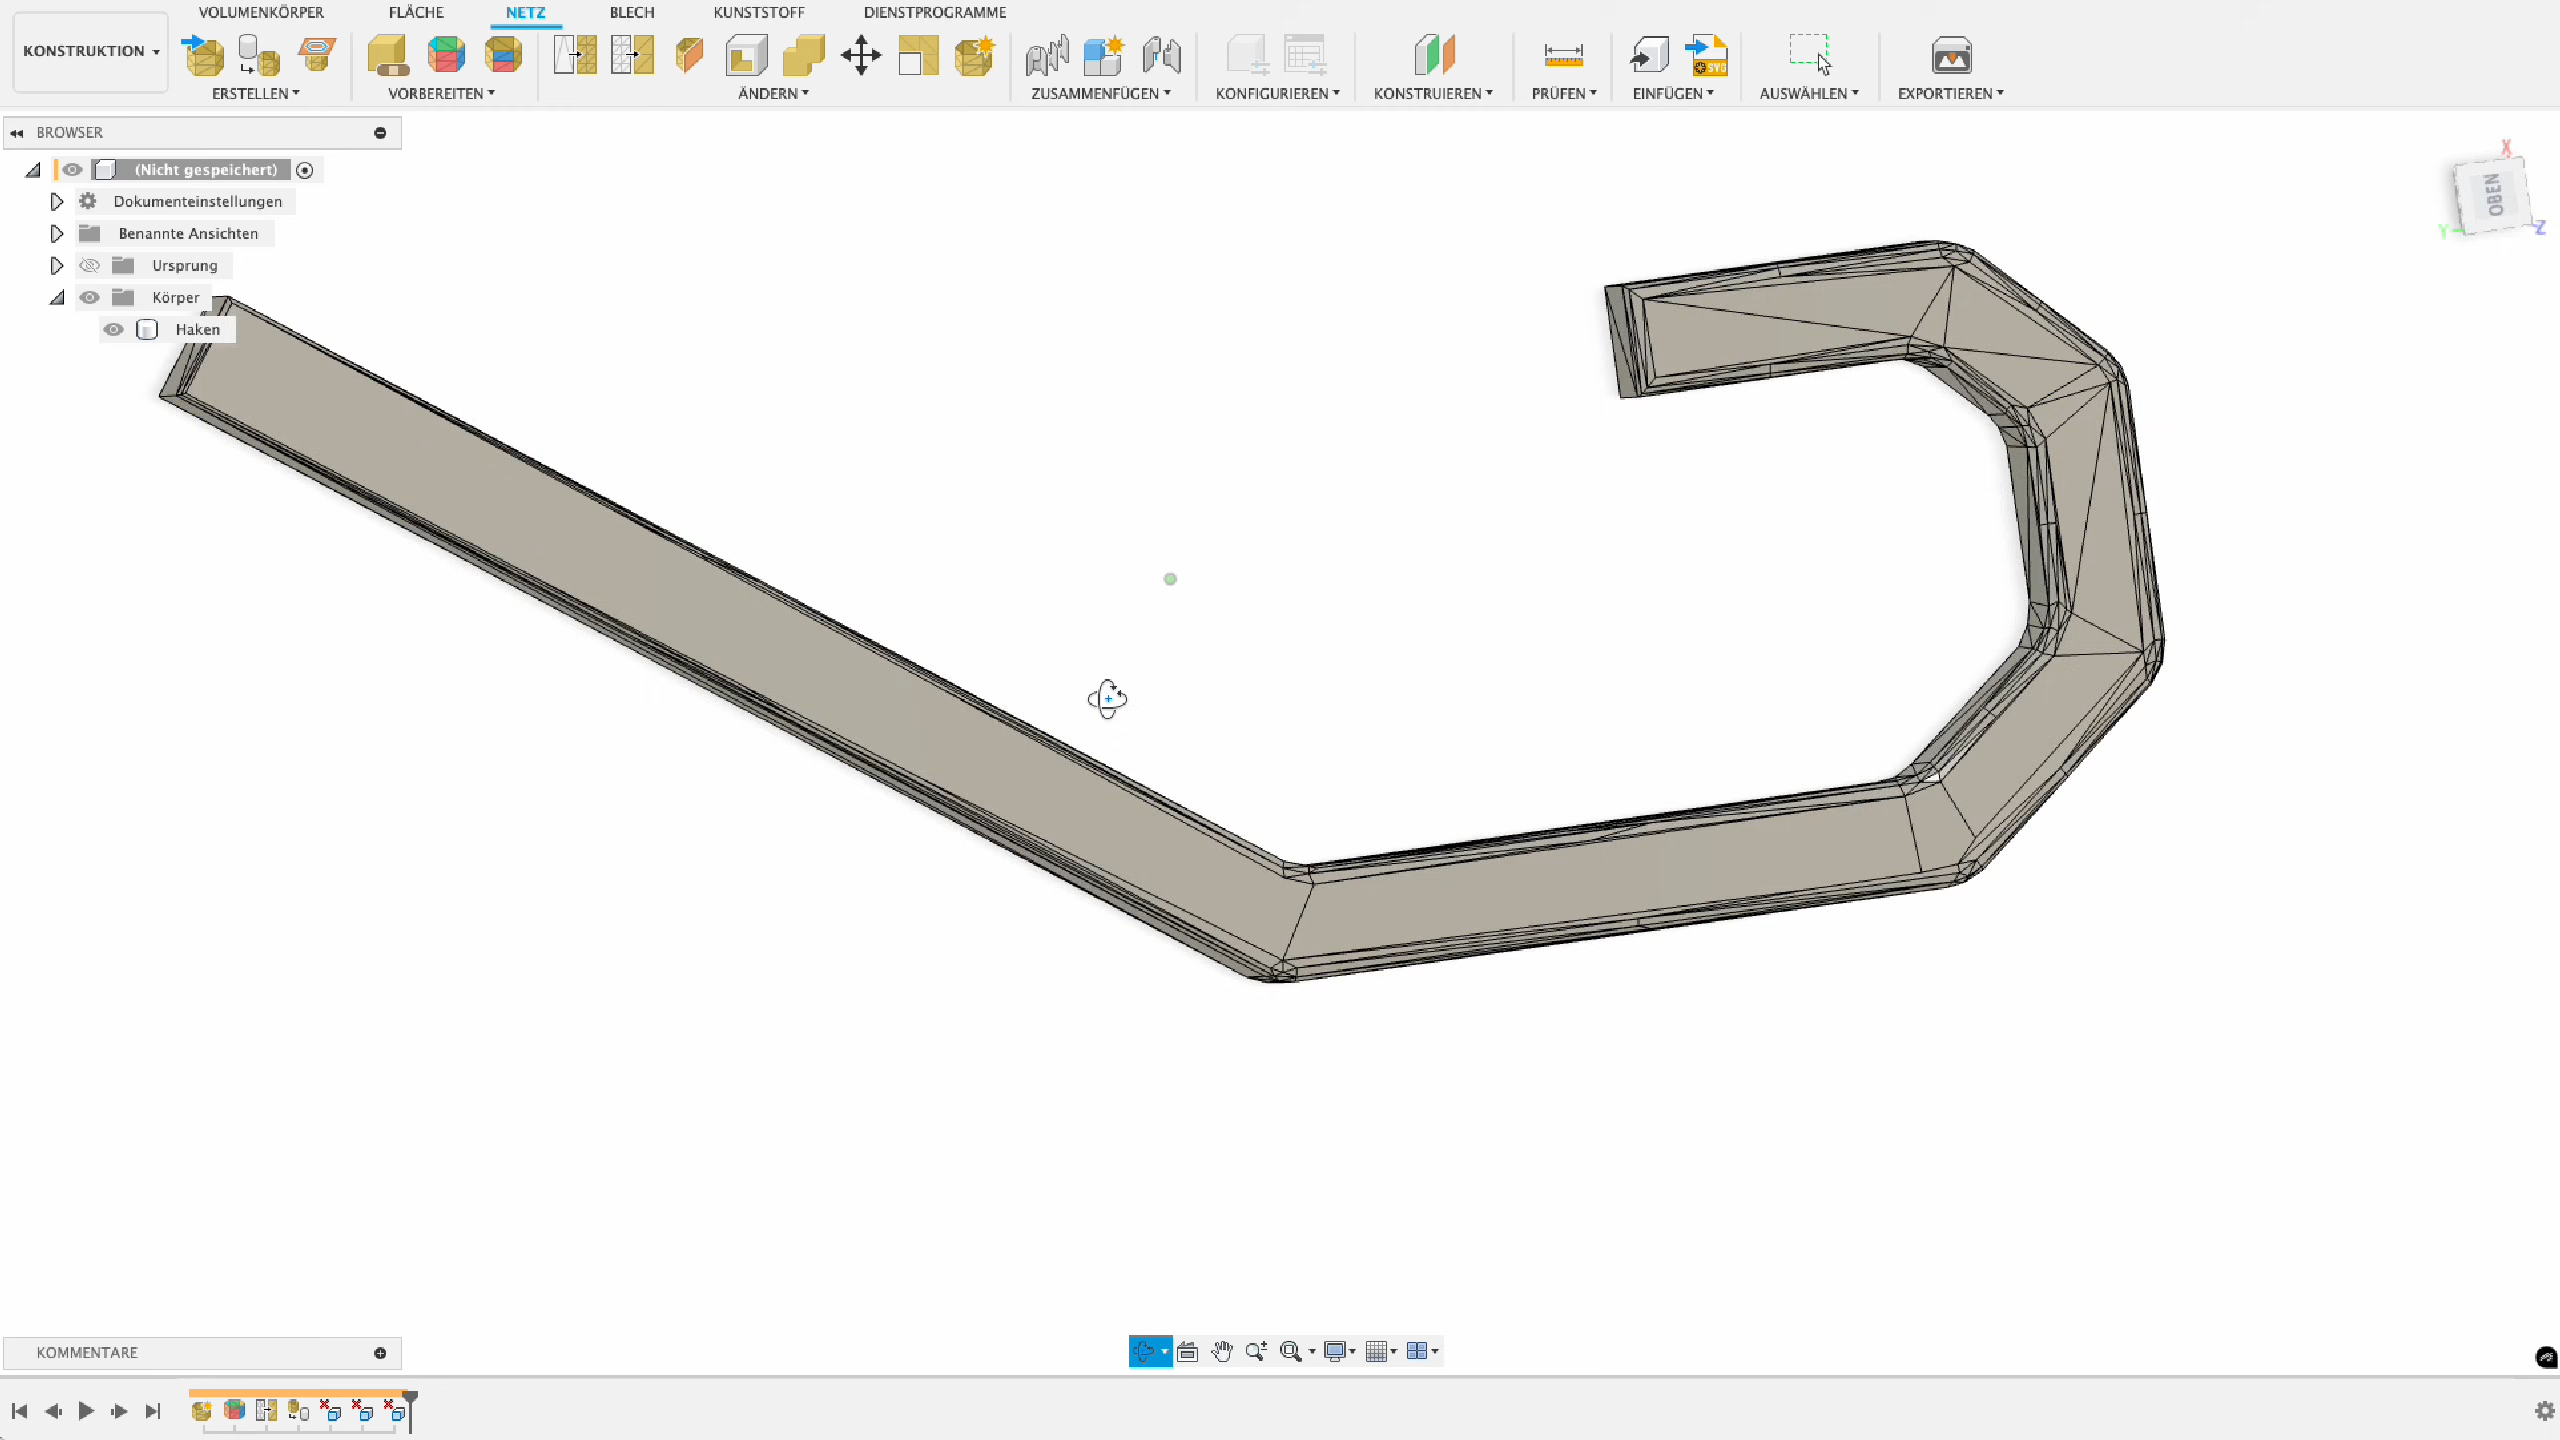 VOLUMENKÖRPER FLÄCHE NETZ BLECH KUNSTSTOFF DIENSTPROGRAMME
KONSTRUKTION
SVG
ERSTELLEN VORBEREITEN ÄNDERN ZUSAMMENFÜGEN KONFIGURIEREN KONSTRUIEREN PRÜFEN EINFÜGEN AUSWÄHLEN EXPORTIEREN
BROWSER
(Nicht gespeichert)
Dokumenteinstellungen
Benannte Ansichten
Ursprung
Körper
Haken
X
OBEN
Y
Z
KOMMENTARE